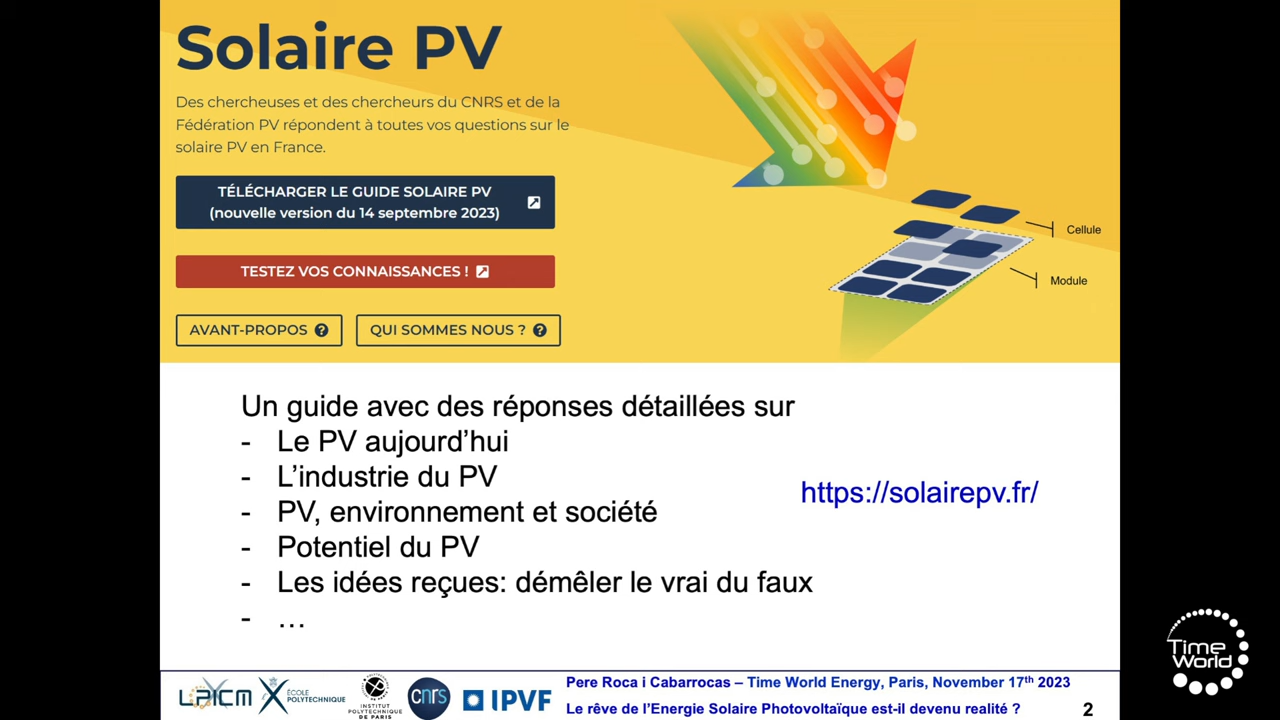 Solaire PV
Des chercheuses et des chercheurs du CNRS et de la
Fédération PV répondent à toutes vos questions sur le
solaire PV en France.
TÉLÉCHARGER LE GUIDE SOLAIRE PV
(nouvelle version du 14 septembre 2023)
TESTEZ VOS CONNAISSANCES !
AVANT-PROPOS ?
QUI SOMMES NOUS ? ?
Cellule
Module
Un guide avec des réponses détaillées sur
- Le PV aujourd’hui
- L’industrie du PV
- PV, environnement et société
- Potentiel du PV
- Les idées reçues: démêler le vrai du faux
- …
https://solairepv.fr/
LPICM
X
ÉCOLE
POLYTECHNIQUE
INSTITUT
POLYTECHNIQUE
DE PARIS
cnrs
IPVF
Pere Roca i Cabarrocas – Time World Energy, Paris, November 17th 2023
Le rêve de l’Energie Solaire Photovoltaïque est-il devenu realité ?
2
Time
World